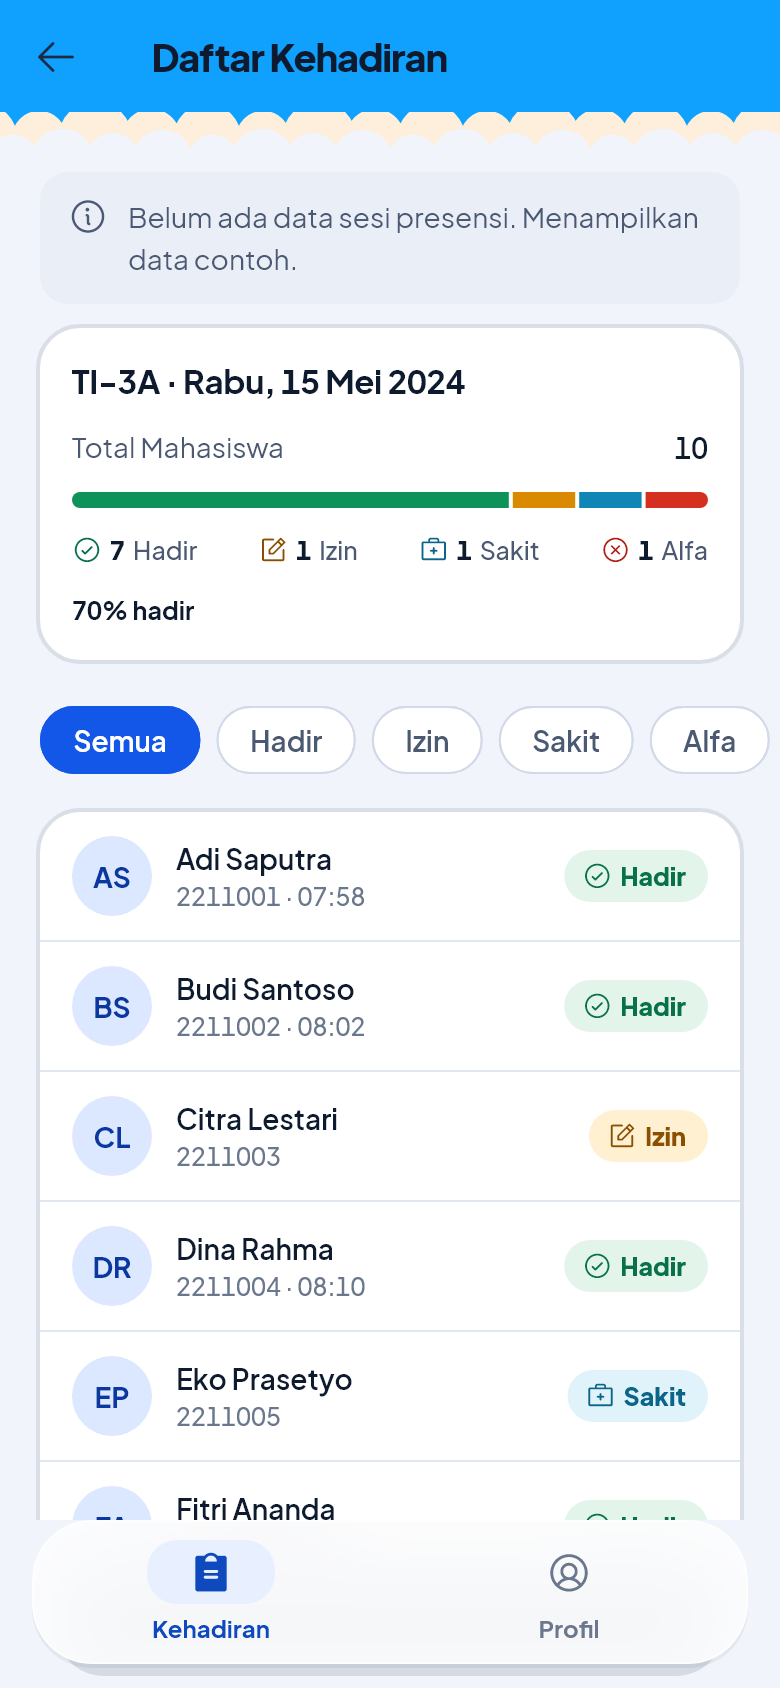 Daftar Kehadiran
Belum ada data sesi presensi. Menampilkan
data contoh.
TI-3A · Rabu, 15 Mei 2024
Total Mahasiswa 10
7 Hadir 1 Izin 1 Sakit 1 Alfa
70% hadir
Semua Hadir Izin Sakit Alfa
AS Adi Saputra Hadir
2211001 · 07:58
BS Budi Santoso Hadir
2211002 · 08:02
CL Citra Lestari Izin
2211003
DR Dina Rahma Hadir
2211004 · 08:10
EP Eko Prasetyo Sakit
2211005
Fitri Ananda
Kehadiran Profil